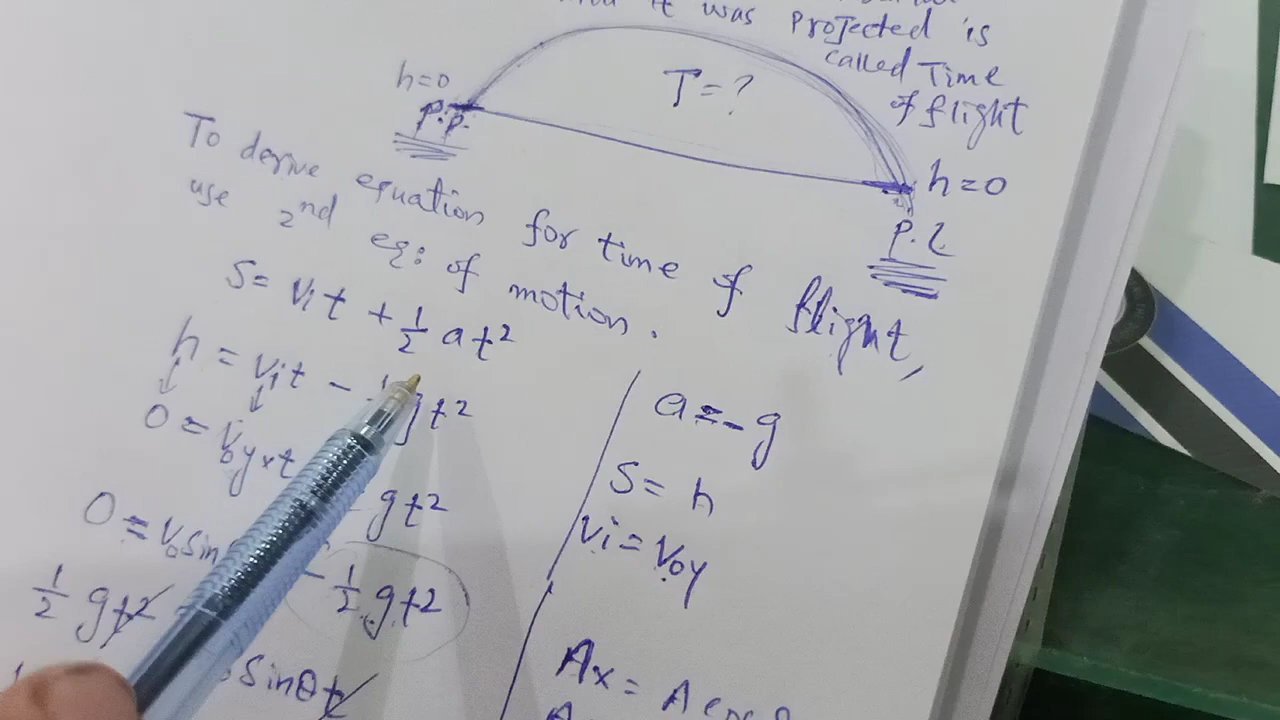 it was projected is
called Time
of flight
h=0
P.P.
T=?
h=0
P.L
To derive equation for time of flight,
use 2nd eq: of motion.
S= Vit + 1/2 at²
h = Vit - gt²
0 = Voy×t gt²
0 = VoSin - 1/2 gt2
1/2 gt²
Sinθt
a=-g
S= h
Vi=Voy
Ax =